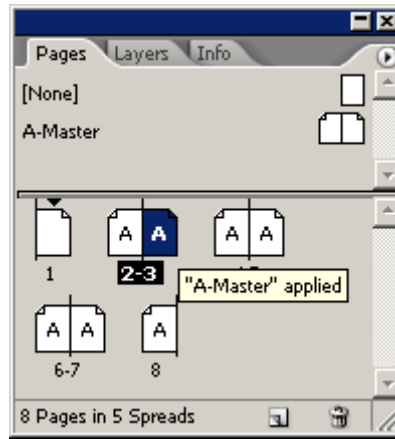 Pages Layers Info
[None]
A-Master
A A A A
1 2-3
"A-Master" applied
A A A
6-7 8
8 Pages in 5 Spreads